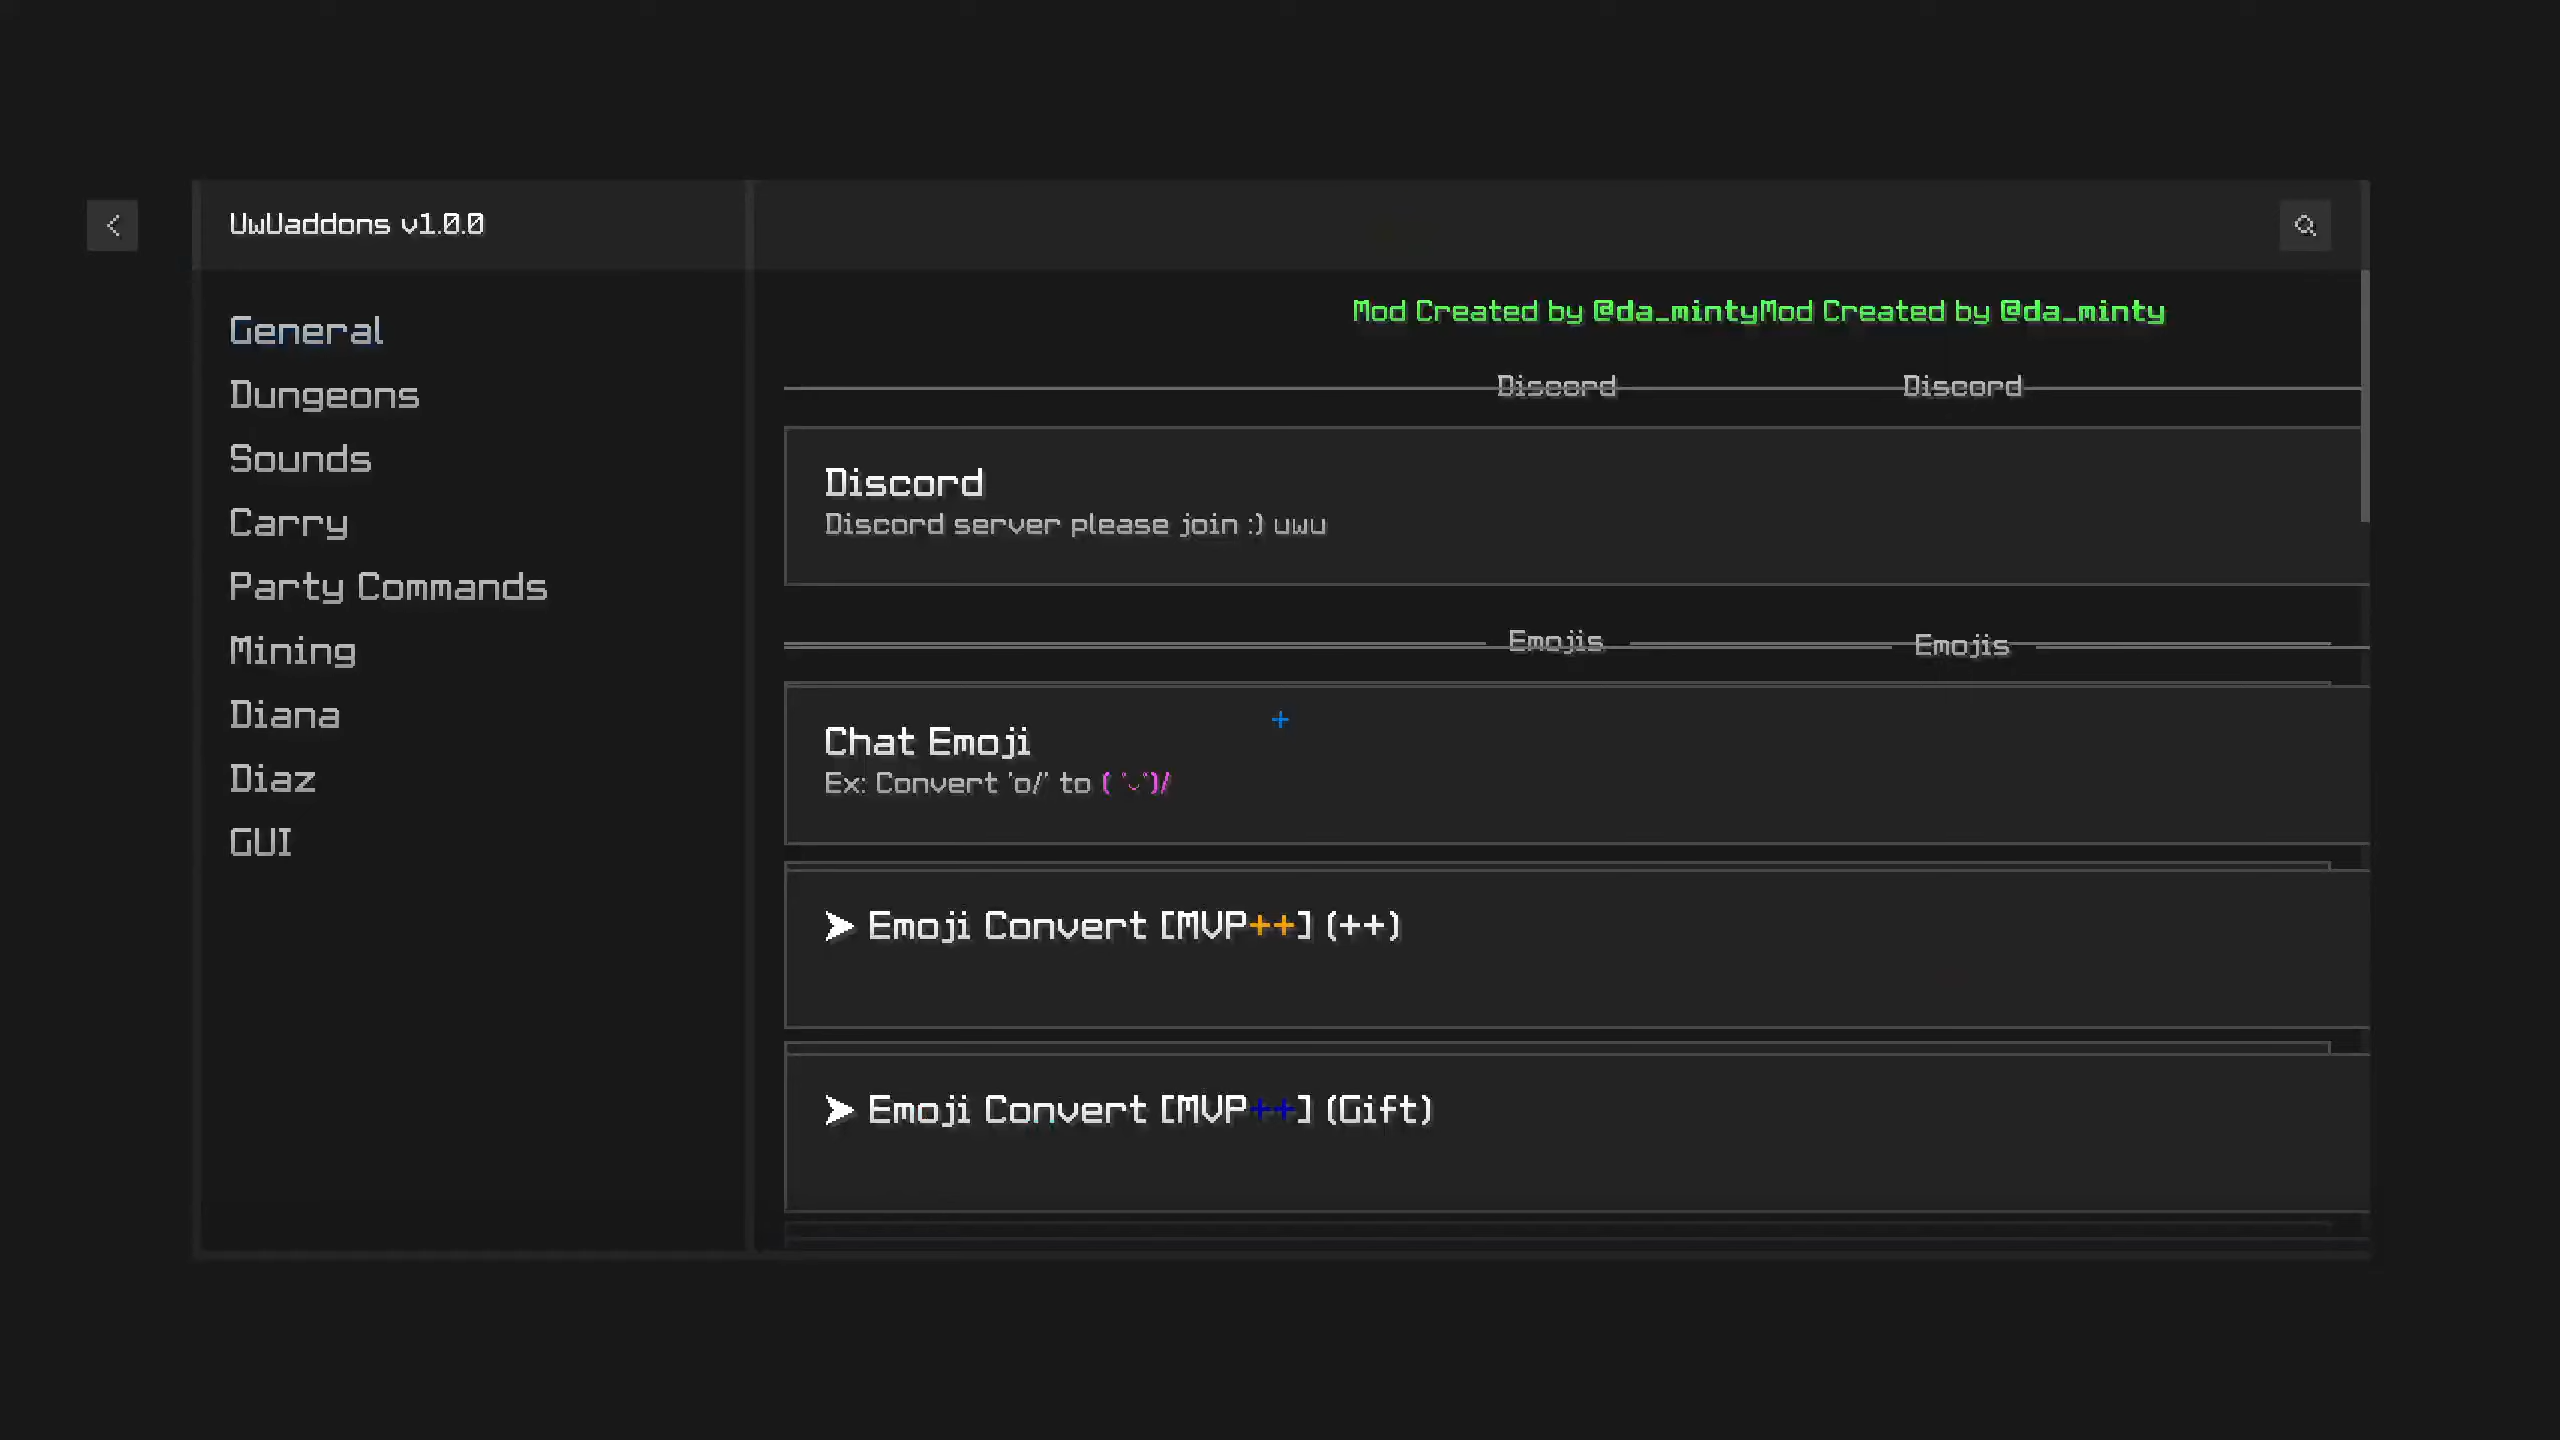 UwUaddons v1.0.0
General
Dungeons
Sounds
Carry
Party Commands
Mining
Diana
Diaz
GUI
Mod Created by @da_mintyMod Created by @da_minty
Discord Discord
Discord
Discord server please join :) uwu
Emojis Emojis
Chat Emoji
Ex: Convert 'o/' to ( ﾟ◡ﾟ)/
➤ Emoji Convert [MVP++] (++)
➤ Emoji Convert [MVP++] (Gift)